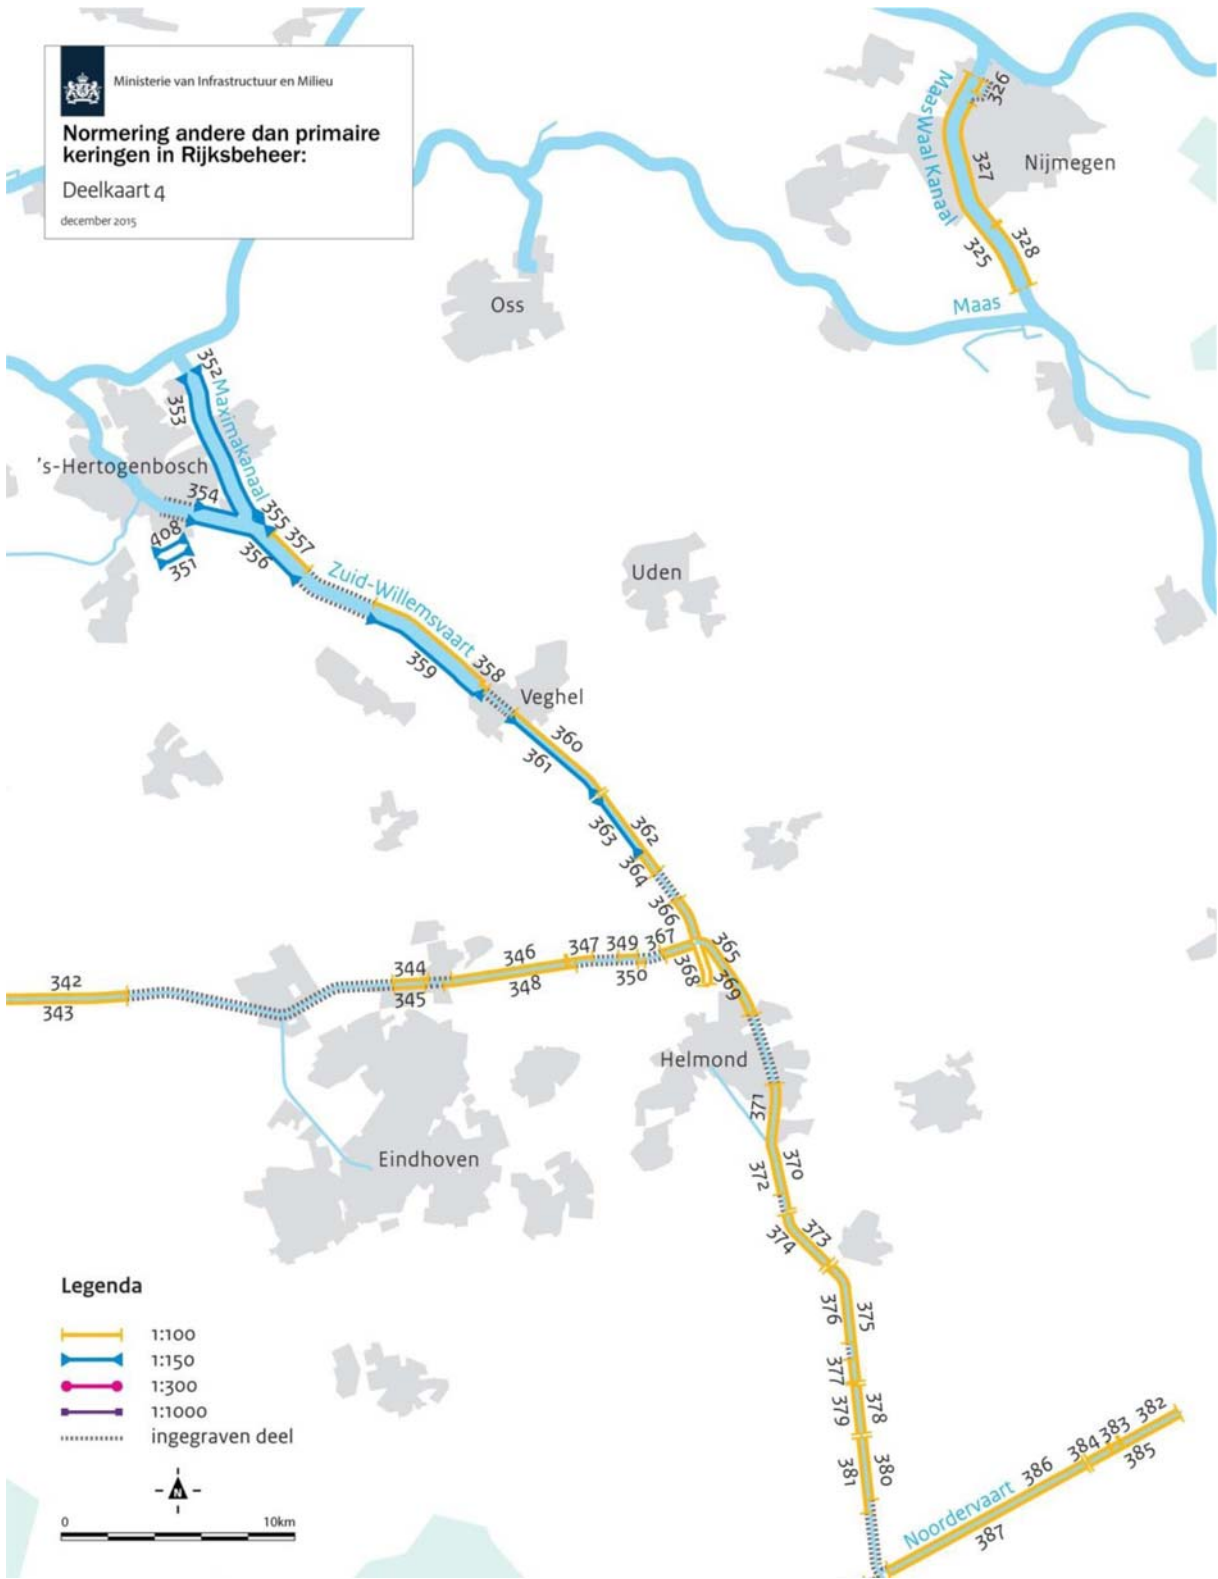 Ministerie van Infrastructuur en Milieu
Normering andere dan primaire
keringen in Rijksbeheer:
Deelkaart 4
december 2015
326
MaasWaal Kanaal
327
Nijmegen
328
325
Maas
Oss
352
353
Maximakanaal
's-Hertogenbosch
354
355
357
408
351
356
Zuid-Willemsvaart
Uden
359
358
Veghel
360
361
362
363
364
366
365
367
349
347
346
368
369
350
348
344
345
342
343
Helmond
371
Eindhoven
370
372
373
374
376
375
377
378
379
381
380
382
383
384
385
386
Noordervaart
387
Legenda
1:100
1:150
1:300
1:1000
ingegraven deel
N
0 10km